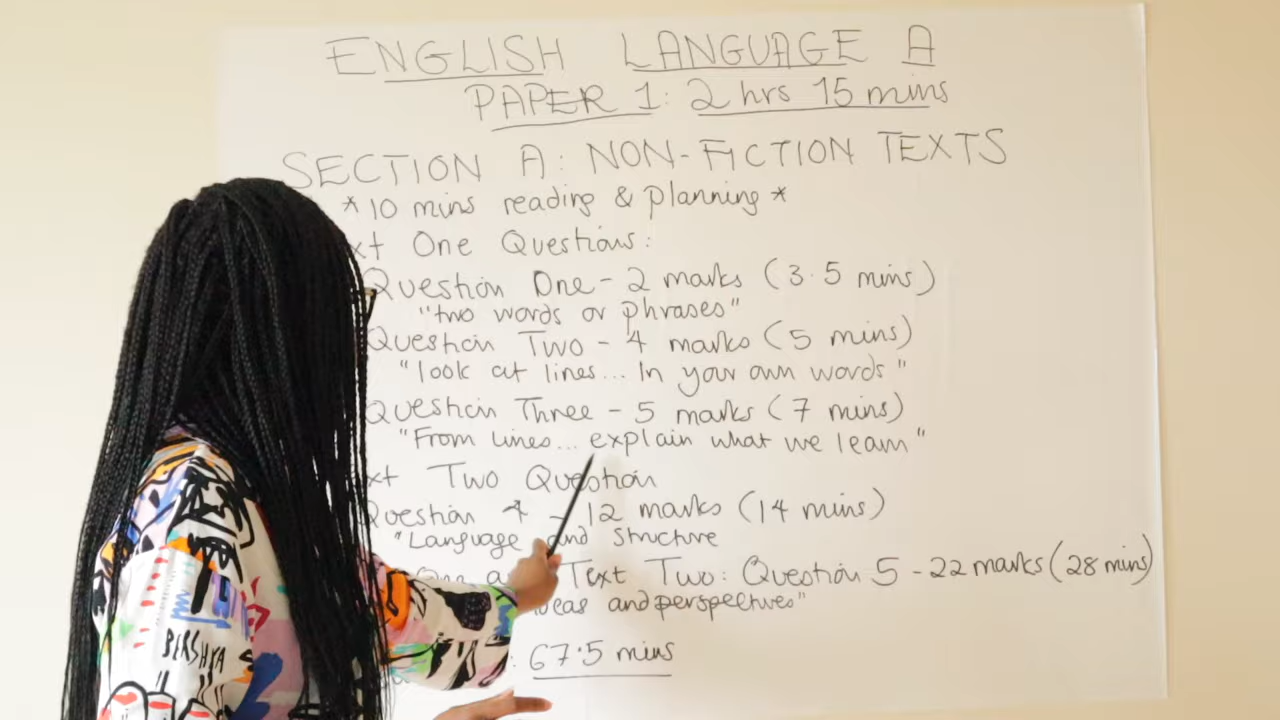 ENGLISH LANGUAGE A
PAPER 1: 2 hrs 15 mins
SECTION A: NON-FICTION TEXTS
*10 mins reading & planning*
xt One Questions:
Question One - 2 marks (3.5 mins)
"two words or phrases"
Question Two - 4 marks (5 mins)
"look at lines... In your own words"
Question Three - 5 marks (7 mins)
"From lines... explain what we learn"
xt Two Question
Question 4 - 12 marks (14 mins)
"Language and Structure
One a Text Two: Question 5 - 22 marks (28 mins)
ideas and perspectives"
: 67.5 mins
BERSHKA